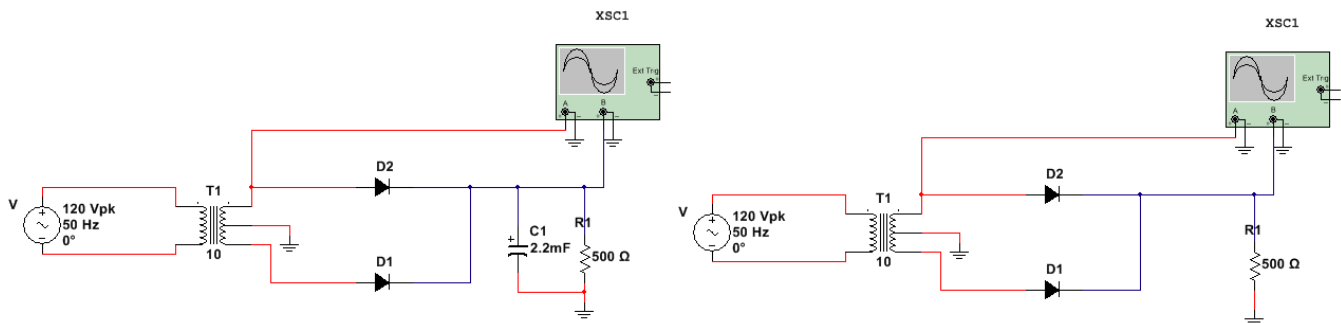 XSC1
Ext Trig
A B
D2
V
T1
120 Vpk
50 Hz
0°
C1
2.2mF
R1
500 Ω
10
D1
XSC1
Ext Trig
A B
D2
V
T1
120 Vpk
50 Hz
0°
R1
500 Ω
10
D1